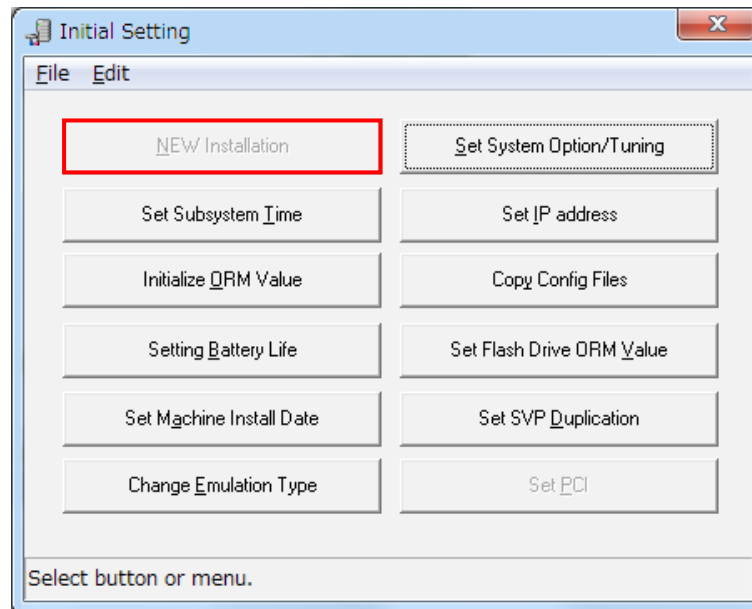 Initial Setting
File Edit
NEW Installation
Set System Option/Tuning
Set Subsystem Time
Set IP address
Initialize ORM Value
Copy Config Files
Setting Battery Life
Set Flash Drive ORM Value
Set Machine Install Date
Set SVP Duplication
Change Emulation Type
Set PCI
Select button or menu.